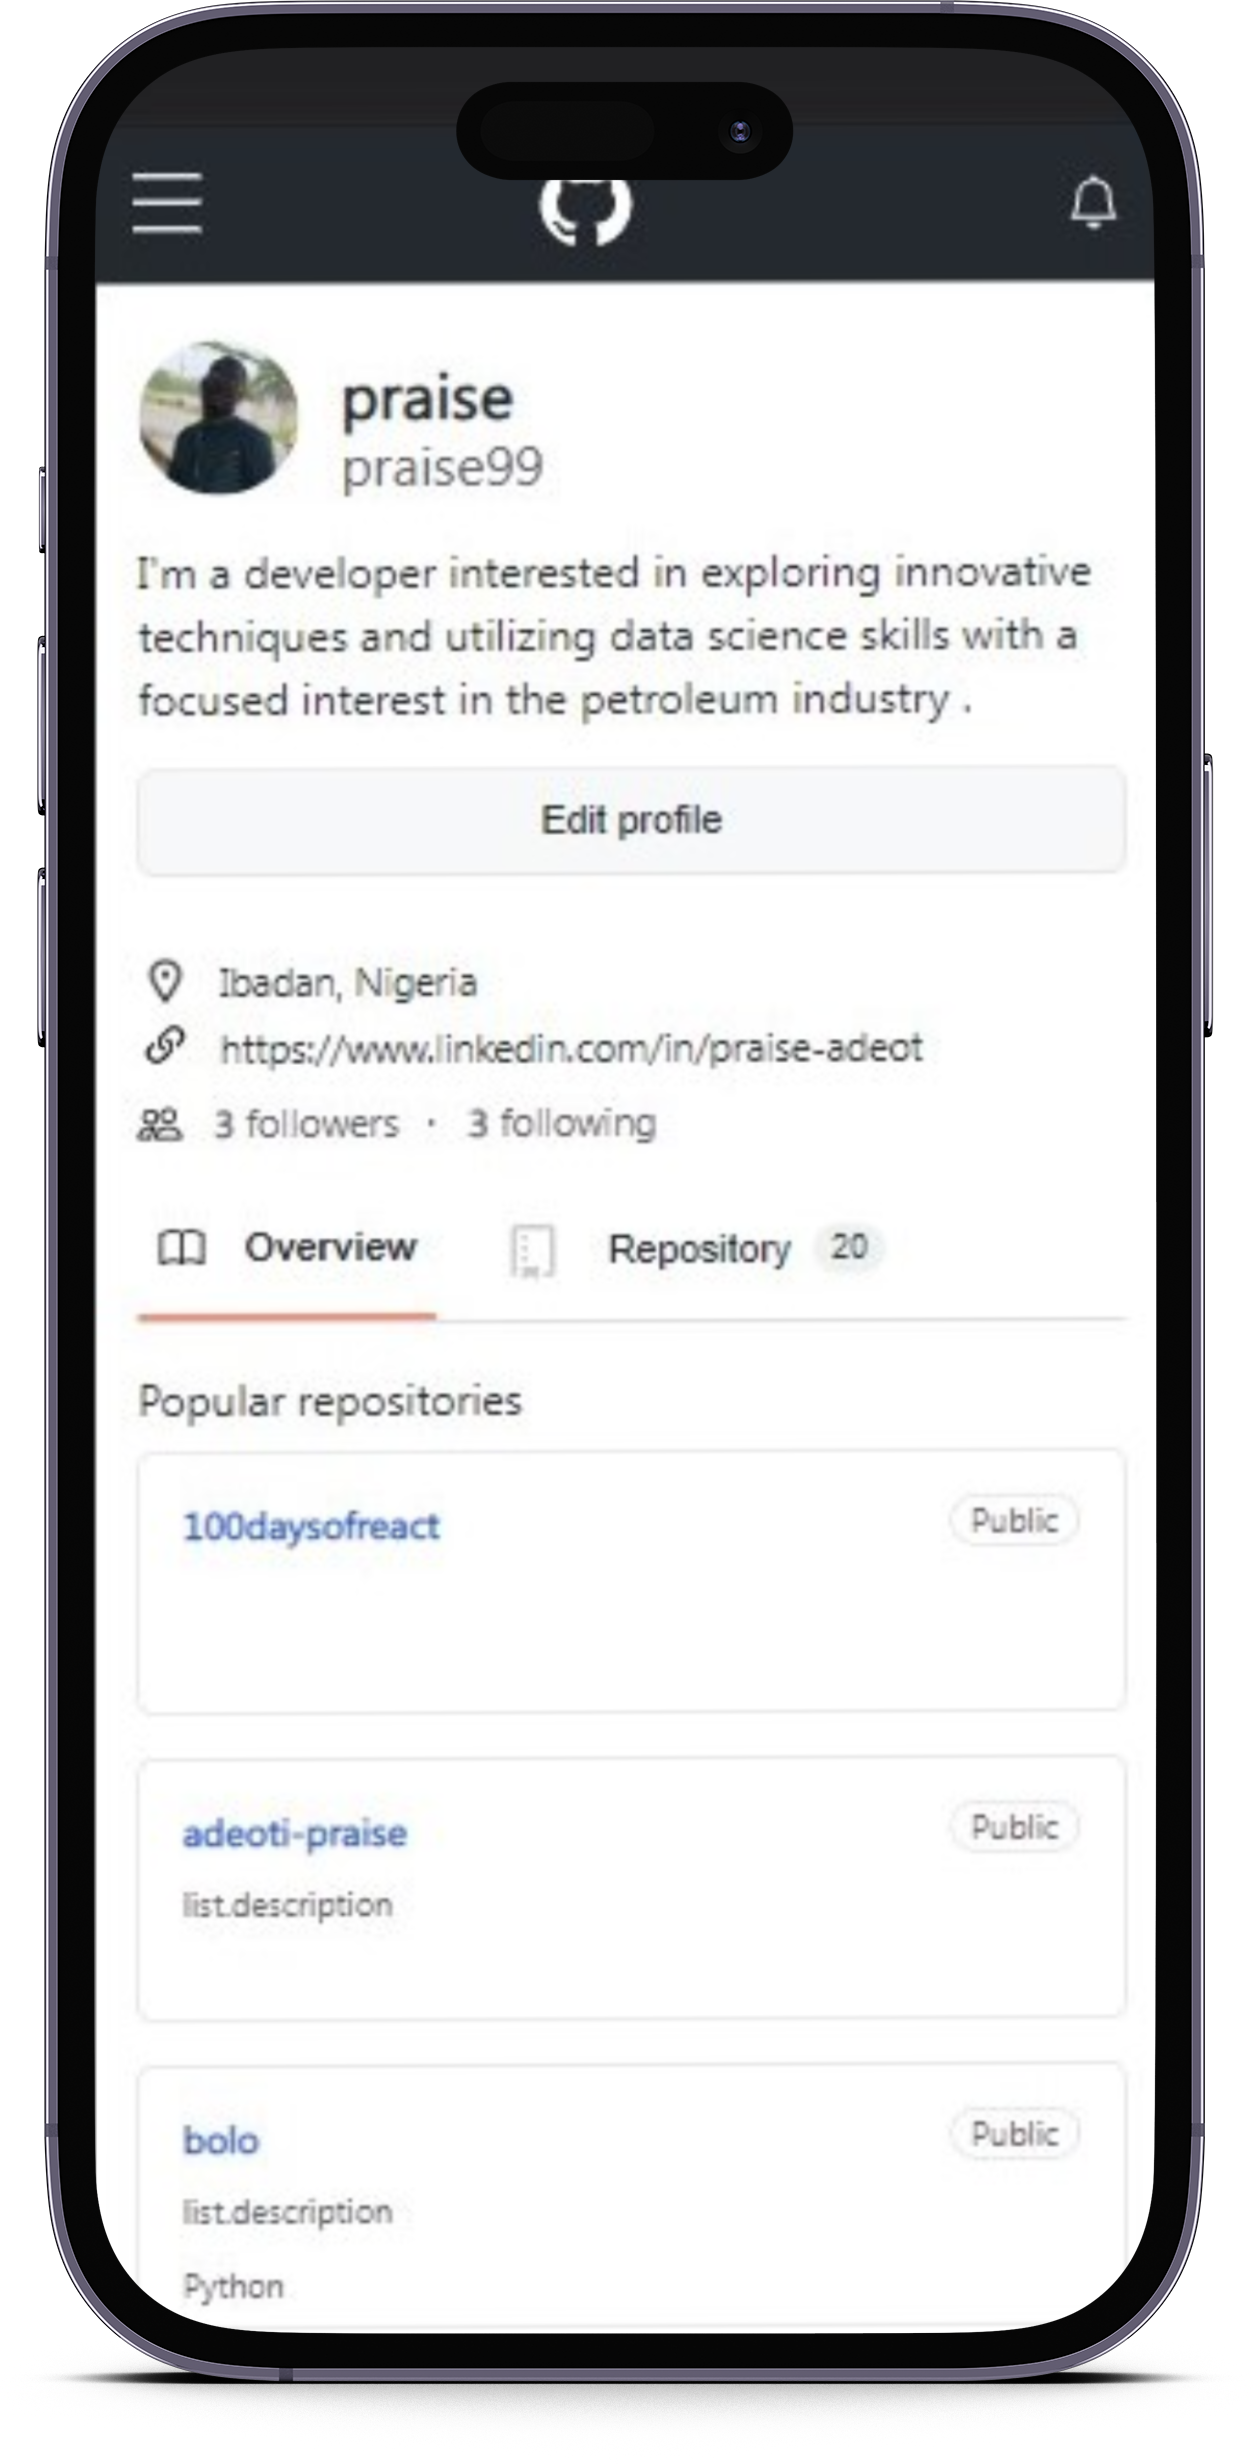 praise
praise99
I'm a developer interested in exploring innovative
techniques and utilizing data science skills with a
focused interest in the petroleum industry .
Edit profile
Ibadan, Nigeria
https://www.linkedin.com/in/praise-adeot
3 followers · 3 following
Overview Repository 20
Popular repositories
100daysofreact Public
adeoti-praise Public
list.description
bolo Public
list.description
Python